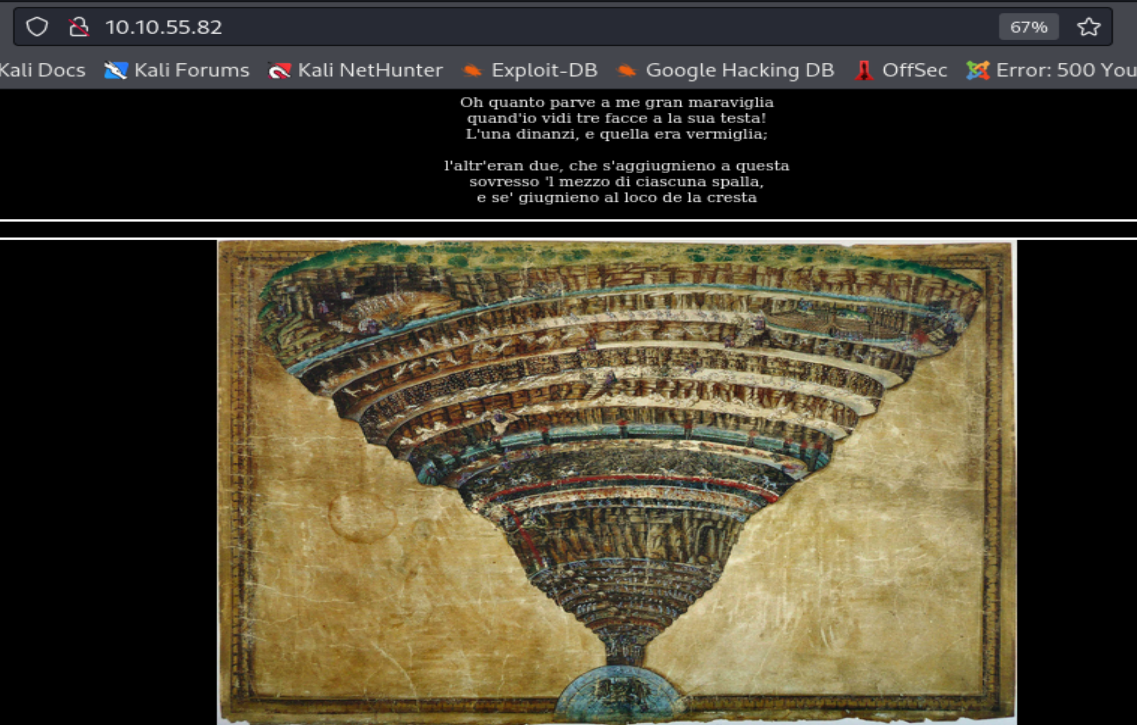 10.10.55.82
67%
Kali Docs
Kali Forums
Kali NetHunter
Exploit-DB
Google Hacking DB
OffSec
Error: 500 You
Oh quanto parve a me gran maraviglia
quand'io vidi tre facce a la sua testa!
L'una dinanzi, e quella era vermiglia;
l'altr'eran due, che s'aggiugnieno a questa
sovresso 'l mezzo di ciascuna spalla,
e se' giugnieno al loco de la cresta